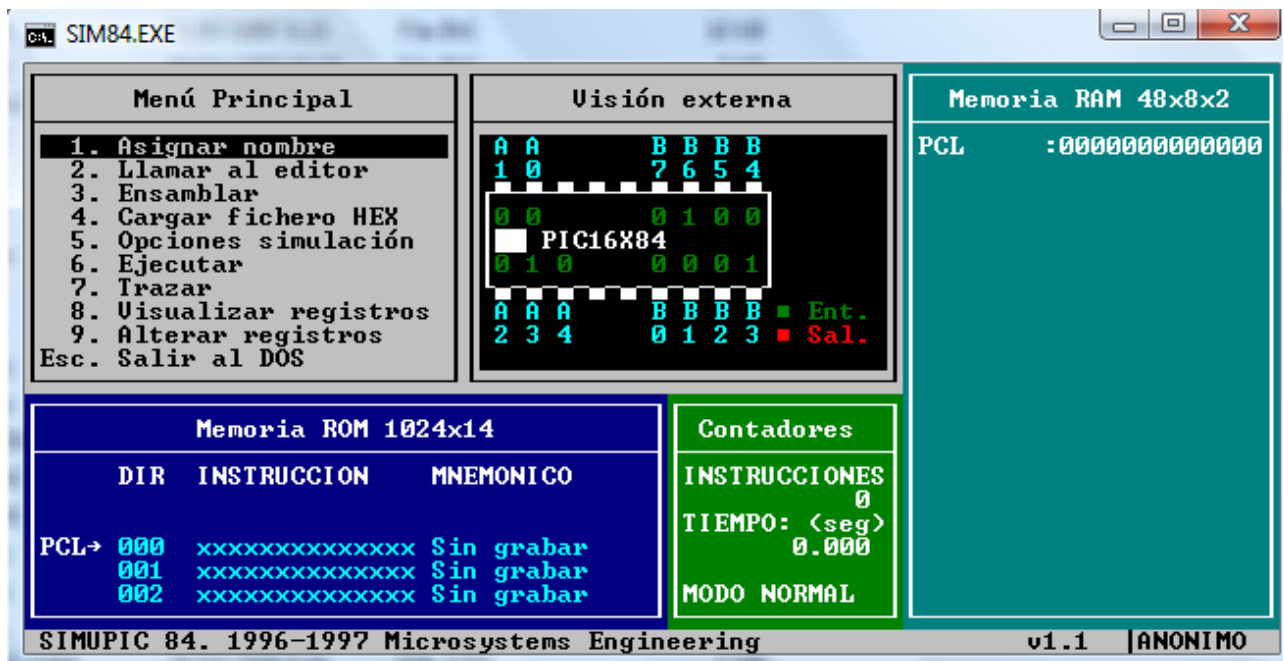 SIM84.EXE
Menú Principal
1. Asignar nombre
2. Llamar al editor
3. Ensamblar
4. Cargar fichero HEX
5. Opciones simulación
6. Ejecutar
7. Trazar
8. Visualizar registros
9. Alterar registros
Esc. Salir al DOS
Visión externa
A A B B B B
1 0 7 6 5 4
0 0 0 1 0 0
PIC16X84
0 1 0 0 0 0 1
A A A B B B B ■ Ent.
2 3 4 0 1 2 3 ■ Sal.
Memoria RAM 48x8x2
PCL :0000000000000
Memoria ROM 1024x14
DIR INSTRUCCION MNEMONICO
PCL→ 000 xxxxxxxxxxxxxx Sin grabar
001 xxxxxxxxxxxxxx Sin grabar
002 xxxxxxxxxxxxxx Sin grabar
Contadores
INSTRUCCIONES
0
TIEMPO: (seg)
0.000
MODO NORMAL
SIMUPIC 84. 1996-1997 Microsystems Engineering v1.1 |ANONIMO